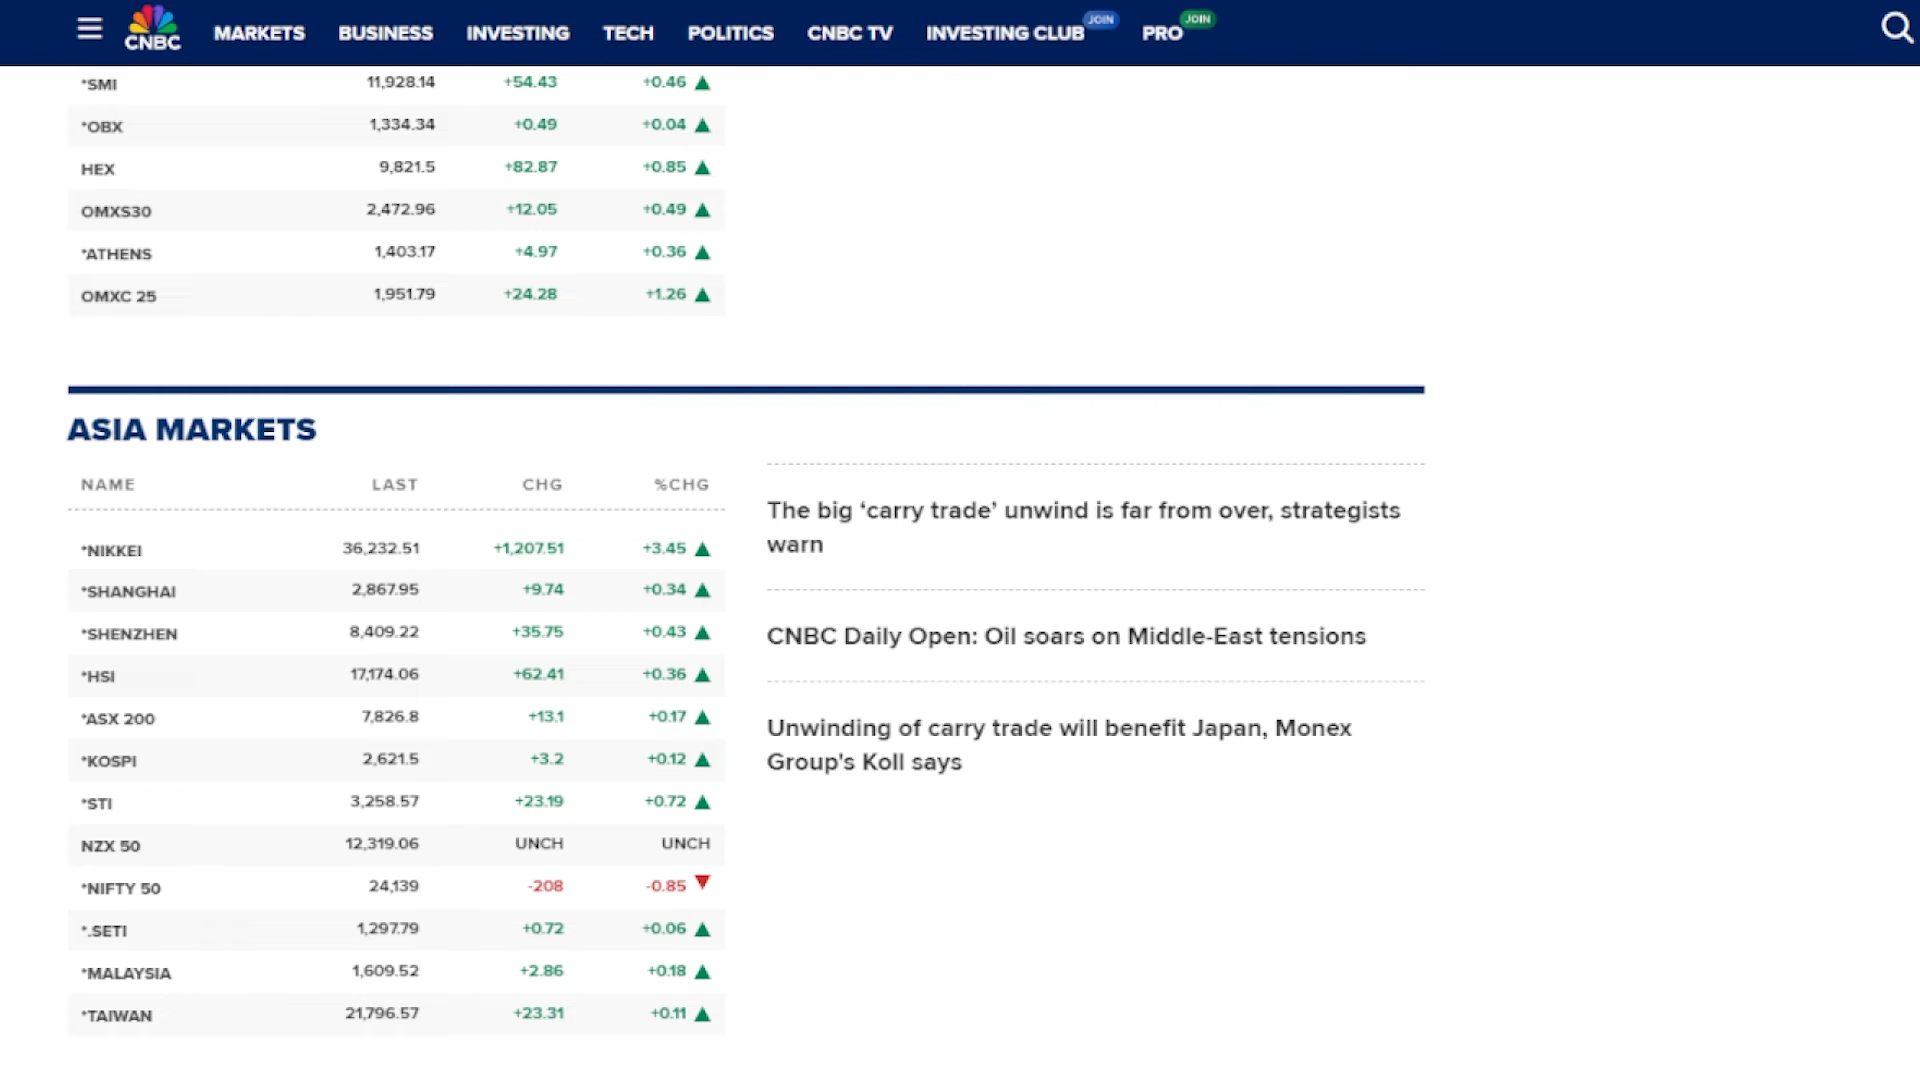 CNBC MARKETS BUSINESS INVESTING TECH POLITICS CNBC TV INVESTING CLUB JOIN PRO JOIN
*SMI 11,928.14 +54.43 +0.46
*OBX 1,334.34 +0.49 +0.04
HEX 9,821.5 +82.87 +0.85
OMXS30 2,472.96 +12.05 +0.49
*ATHENS 1,403.17 +4.97 +0.36
OMXC 25 1,951.79 +24.28 +1.26
ASIA MARKETS
NAME LAST CHG %CHG
*NIKKEI 36,232.51 +1,207.51 +3.45
*SHANGHAI 2,867.95 +9.74 +0.34
*SHENZHEN 8,409.22 +35.75 +0.43
*HSI 17,174.06 +62.41 +0.36
*ASX 200 7,826.8 +13.1 +0.17
*KOSPI 2,621.5 +3.2 +0.12
*STI 3,258.57 +23.19 +0.72
NZX 50 12,319.06 UNCH UNCH
*NIFTY 50 24,139 -208 -0.85
*.SETI 1,297.79 +0.72 +0.06
*MALAYSIA 1,609.52 +2.86 +0.18
*TAIWAN 21,796.57 +23.31 +0.11
The big ‘carry trade’ unwind is far from over, strategists
warn
CNBC Daily Open: Oil soars on Middle-East tensions
Unwinding of carry trade will benefit Japan, Monex
Group's Koll says